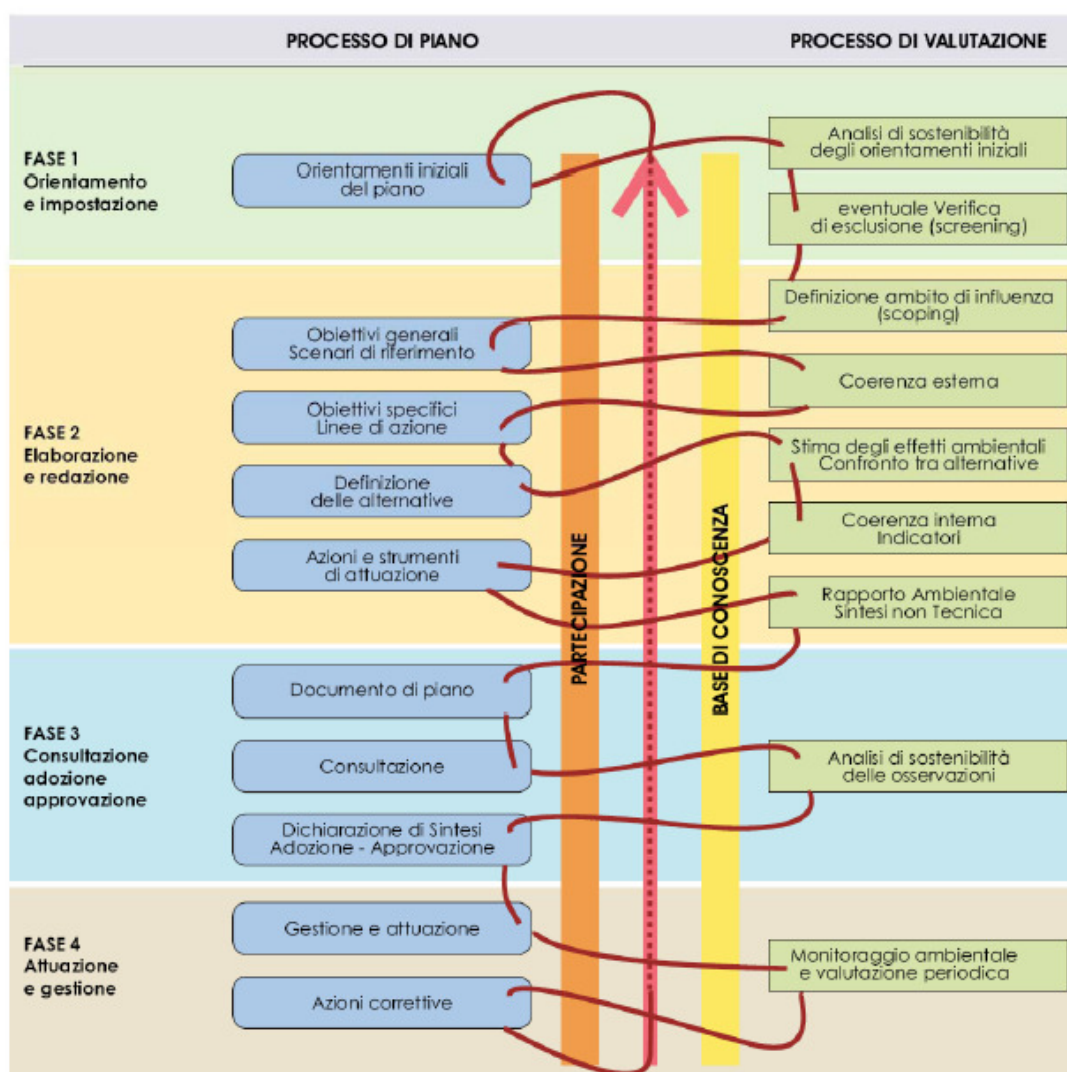 PROCESSO DI PIANO
PROCESSO DI VALUTAZIONE
FASE 1
Orientamento
e impostazione
Orientamenti iniziali
del piano
Analisi di sostenibilità
degli orientamenti iniziali
eventuale Verifica
di esclusione (screening)
FASE 2
Elaborazione
e redazione
Definizione ambito di influenza
(scoping)
Obiettivi generali
Scenari di riferimento
Coerenza esterna
Obiettivi specifici
Linee di azione
Stima degli effetti ambientali
Confronto tra alternative
Definizione
delle alternative
Coerenza interna
Indicatori
Azioni e strumenti
di attuazione
Rapporto Ambientale
Sintesi non Tecnica
PARTECIPAZIONE
BASE DI CONOSCENZA
FASE 3
Consultazione
adozione
approvazione
Documento di piano
Consultazione
Analisi di sostenibilità
delle osservazioni
Dichiarazione di Sintesi
Adozione - Approvazione
FASE 4
Attuazione
e gestione
Gestione e attuazione
Monitoraggio ambientale
e valutazione periodica
Azioni correttive